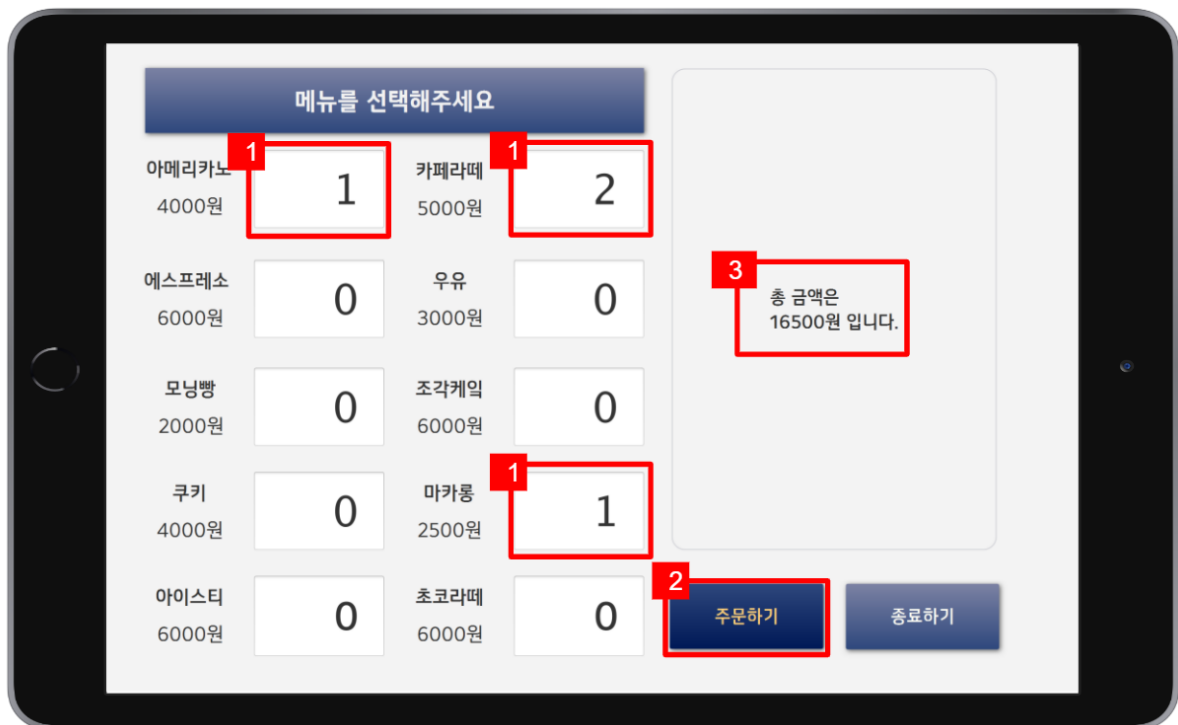 메뉴를 선택해주세요
1
1
아메리카노
4000원
1
카페라떼
5000원
2
에스프레소
6000원
0
우유
3000원
0
3
총 금액은
16500원 입니다.
모닝빵
2000원
0
조각케잌
6000원
0
쿠키
4000원
0
1
마카롱
2500원
1
아이스티
6000원
0
초코라떼
6000원
0
2
주문하기
종료하기